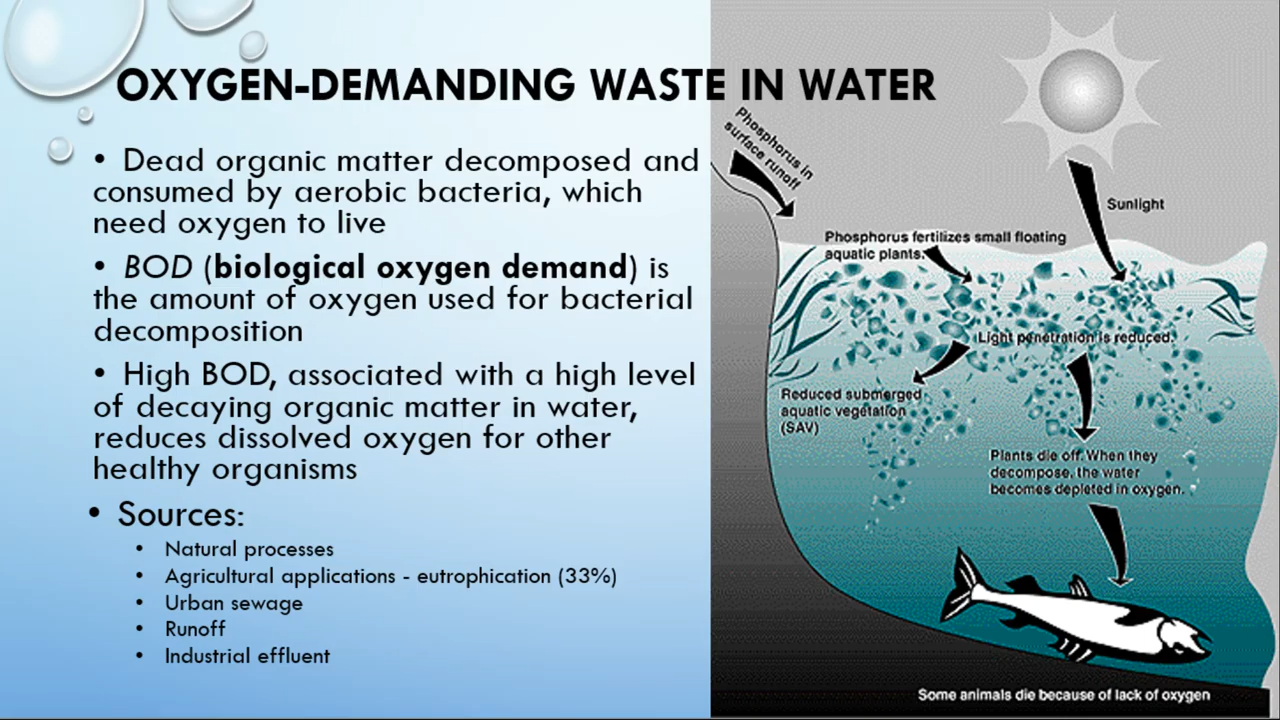 OXYGEN-DEMANDING WASTE IN WATER
• Dead organic matter decomposed and
consumed by aerobic bacteria, which
need oxygen to live
• BOD (biological oxygen demand) is
the amount of oxygen used for bacterial
decomposition
• High BOD, associated with a high level
of decaying organic matter in water,
reduces dissolved oxygen for other
healthy organisms
• Sources:
• Natural processes
• Agricultural applications - eutrophication (33%)
• Urban sewage
• Runoff
• Industrial effluent
Phosphorus in
surface runoff
Sunlight
Phosphorus fertilizes small floating
aquatic plants.
Light penetration is reduced.
Reduced submerged
aquatic vegetation
(SAV)
Plants die off. When they
decompose, the water
becomes depleted in oxygen.
Some animals die because of lack of oxygen